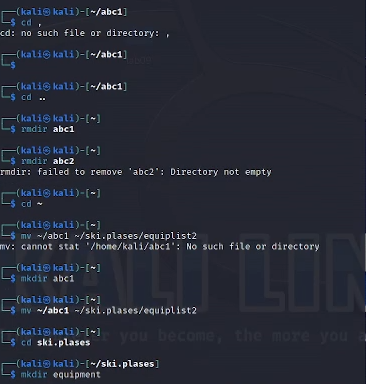 ┌──(kali㉿kali)-[~/abc1]
└─$ cd ,
cd: no such file or directory: ,
┌──(kali㉿kali)-[~/abc1]
└─$
┌──(kali㉿kali)-[~/abc1]
└─$ cd ..
┌──(kali㉿kali)-[~]
└─$ rmdir abc1
┌──(kali㉿kali)-[~]
└─$ rmdir abc2
rmdir: failed to remove 'abc2': Directory not empty
┌──(kali㉿kali)-[~]
└─$ cd ~
┌──(kali㉿kali)-[~]
└─$ mv ~/abc1 ~/ski.plases/equiplist2
mv: cannot stat '/home/kali/abc1': No such file or directory
┌──(kali㉿kali)-[~]
└─$ mkdir abc1
┌──(kali㉿kali)-[~]
└─$ mv ~/abc1 ~/ski.plases/equiplist2
┌──(kali㉿kali)-[~]
└─$ cd ski.plases
┌──(kali㉿kali)-[~/ski.plases]
└─$ mkdir equipment
KALI LIN
you become, the more you a